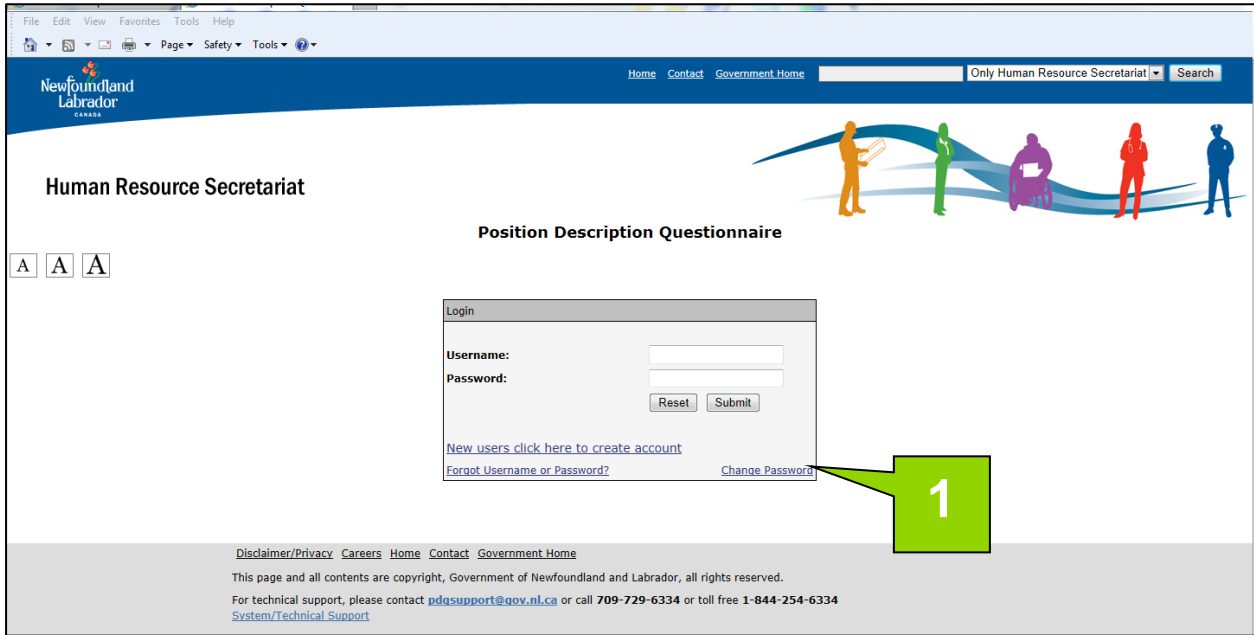 File Edit View Favorites Tools Help
Page Safety Tools
Newfoundland Labrador CANADA
Home Contact Government Home Only Human Resource Secretariat Search
Human Resource Secretariat
Position Description Questionnaire
A A A
Login
Username:
Password:
Reset Submit
New users click here to create account
Forgot Username or Password? Change Password
1
Disclaimer/Privacy Careers Home Contact Government Home
This page and all contents are copyright, Government of Newfoundland and Labrador, all rights reserved.
For technical support, please contact pdqsupport@gov.nl.ca or call 709-729-6334 or toll free 1-844-254-6334
System/Technical Support